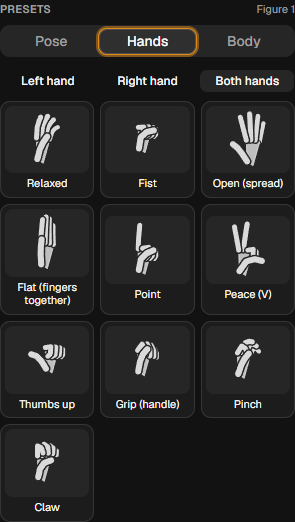 PRESETS Figure 1
Pose Hands Body
Left hand Right hand Both hands
Relaxed Fist Open (spread)
Flat (fingers
together) Point Peace (V)
Thumbs up Grip (handle) Pinch
Claw